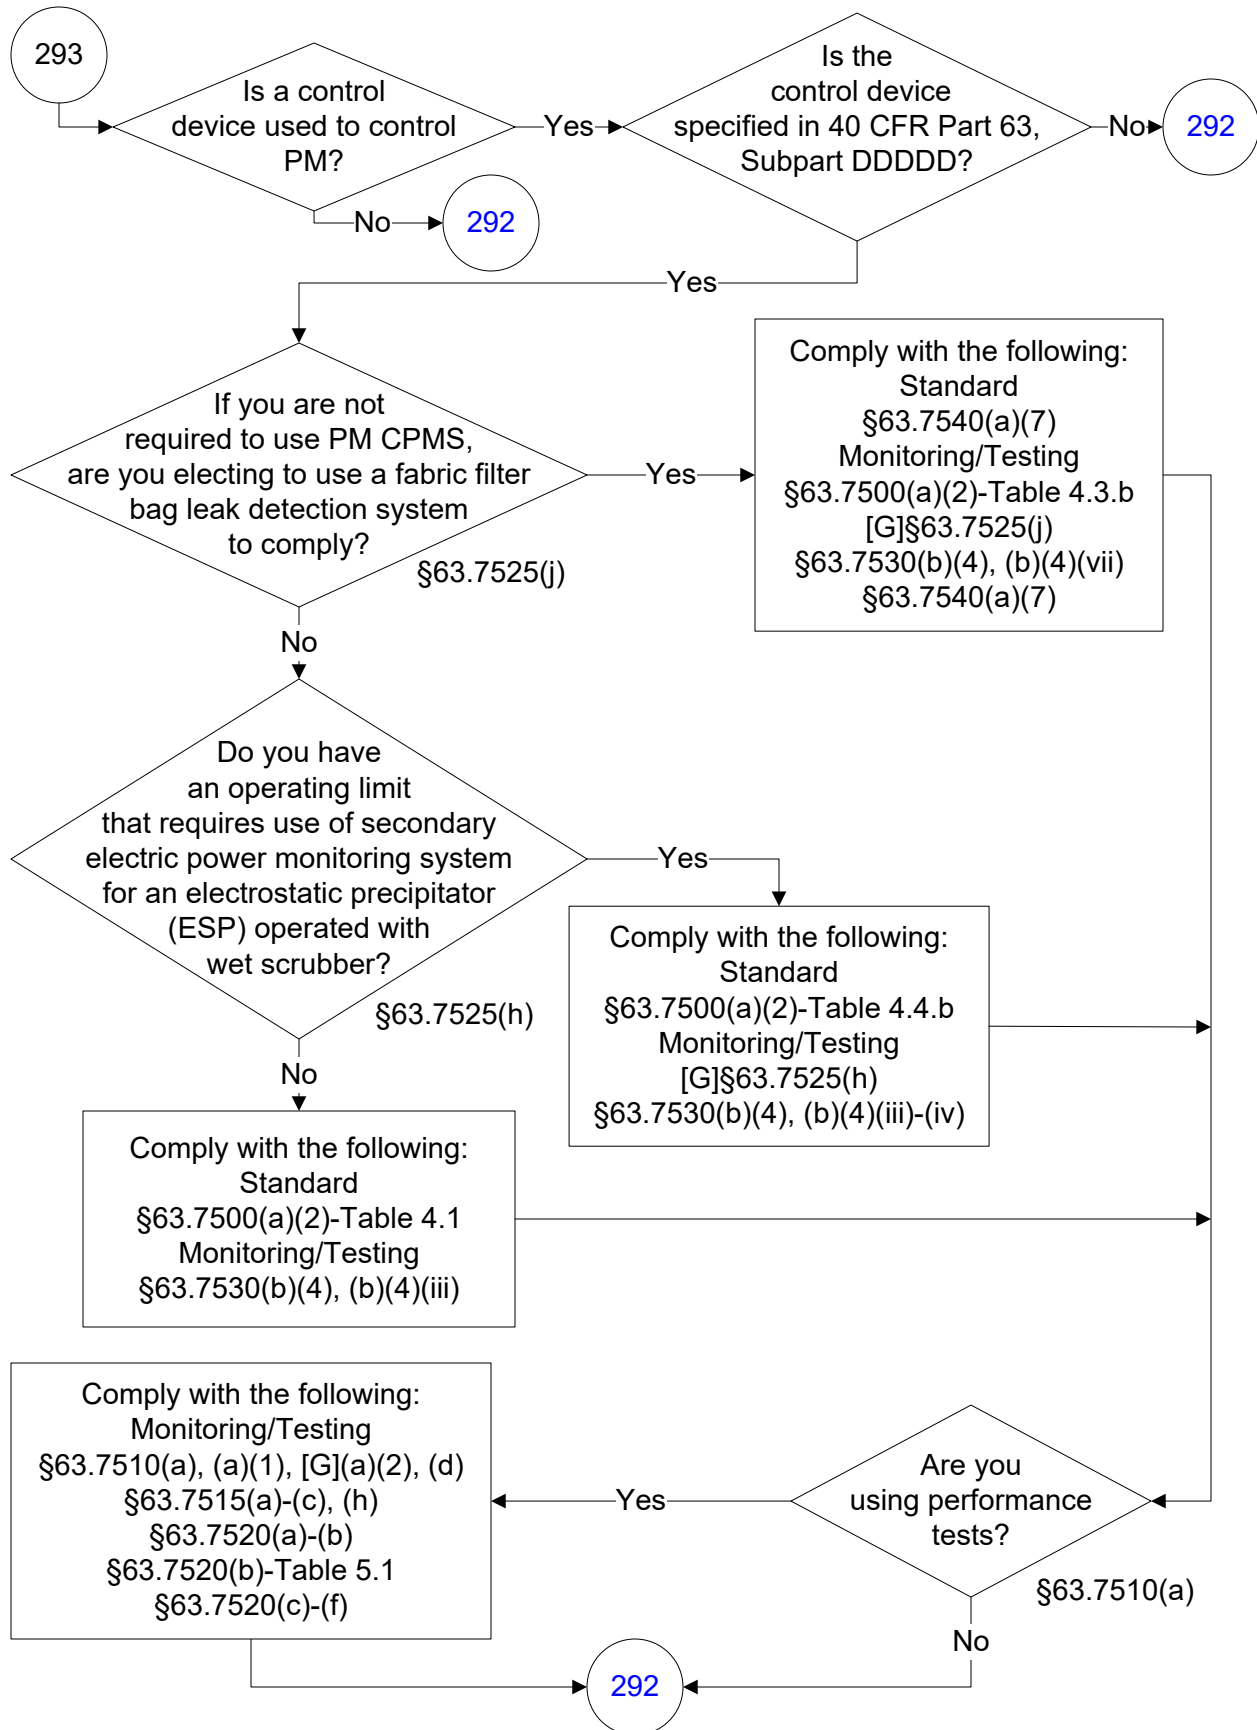 293
Is a control
device used to control
PM?
Yes
Is the
control device
specified in 40 CFR Part 63,
Subpart DDDDD?
No
292
No
292
Yes
If you are not
required to use PM CPMS,
are you electing to use a fabric filter
bag leak detection system
to comply?
§63.7525(j)
Yes
Comply with the following:
Standard
§63.7540(a)(7)
Monitoring/Testing
§63.7500(a)(2)-Table 4.3.b
[G]§63.7525(j)
§63.7530(b)(4), (b)(4)(vii)
§63.7540(a)(7)
No
Do you have
an operating limit
that requires use of secondary
electric power monitoring system
for an electrostatic precipitator
(ESP) operated with
wet scrubber?
§63.7525(h)
Yes
Comply with the following:
Standard
§63.7500(a)(2)-Table 4.4.b
Monitoring/Testing
[G]§63.7525(h)
§63.7530(b)(4), (b)(4)(iii)-(iv)
No
Comply with the following:
Standard
§63.7500(a)(2)-Table 4.1
Monitoring/Testing
§63.7530(b)(4), (b)(4)(iii)
Are you
using performance
tests?
§63.7510(a)
Yes
Comply with the following:
Monitoring/Testing
§63.7510(a), (a)(1), [G](a)(2), (d)
§63.7515(a)-(c), (h)
§63.7520(a)-(b)
§63.7520(b)-Table 5.1
§63.7520(c)-(f)
No
292